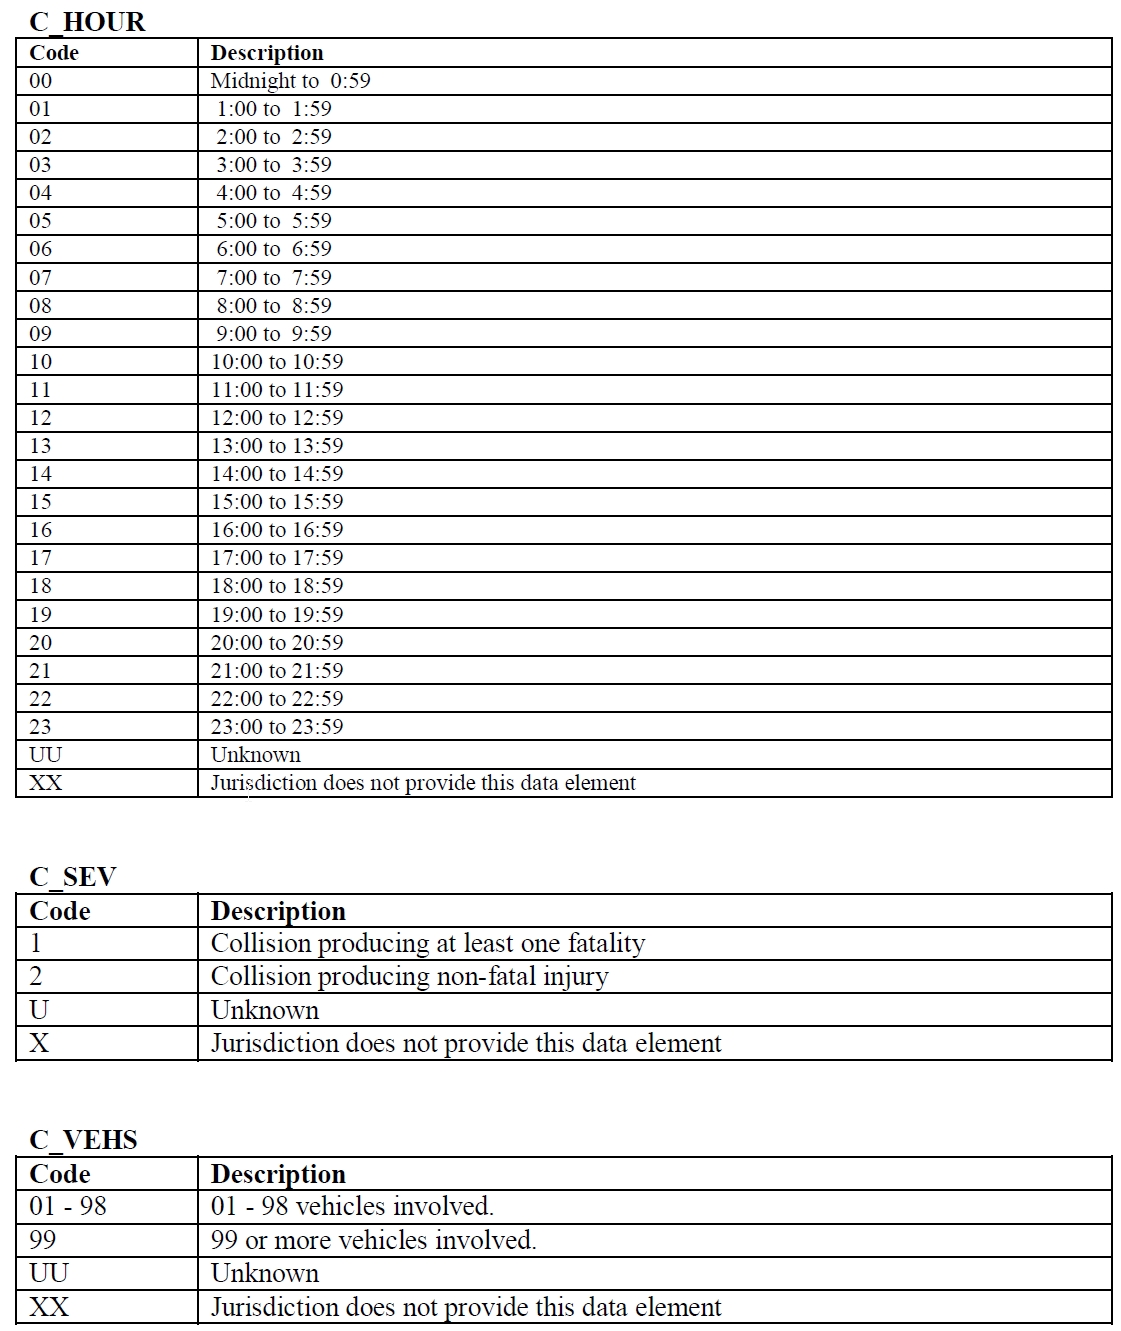 C_HOUR
Code Description
00 Midnight to 0:59
01 1:00 to 1:59
02 2:00 to 2:59
03 3:00 to 3:59
04 4:00 to 4:59
05 5:00 to 5:59
06 6:00 to 6:59
07 7:00 to 7:59
08 8:00 to 8:59
09 9:00 to 9:59
10 10:00 to 10:59
11 11:00 to 11:59
12 12:00 to 12:59
13 13:00 to 13:59
14 14:00 to 14:59
15 15:00 to 15:59
16 16:00 to 16:59
17 17:00 to 17:59
18 18:00 to 18:59
19 19:00 to 19:59
20 20:00 to 20:59
21 21:00 to 21:59
22 22:00 to 22:59
23 23:00 to 23:59
UU Unknown
XX Jurisdiction does not provide this data element
C_SEV
Code Description
1 Collision producing at least one fatality
2 Collision producing non-fatal injury
U Unknown
X Jurisdiction does not provide this data element
C_VEHS
Code Description
01 - 98 01 - 98 vehicles involved.
99 99 or more vehicles involved.
UU Unknown
XX Jurisdiction does not provide this data element